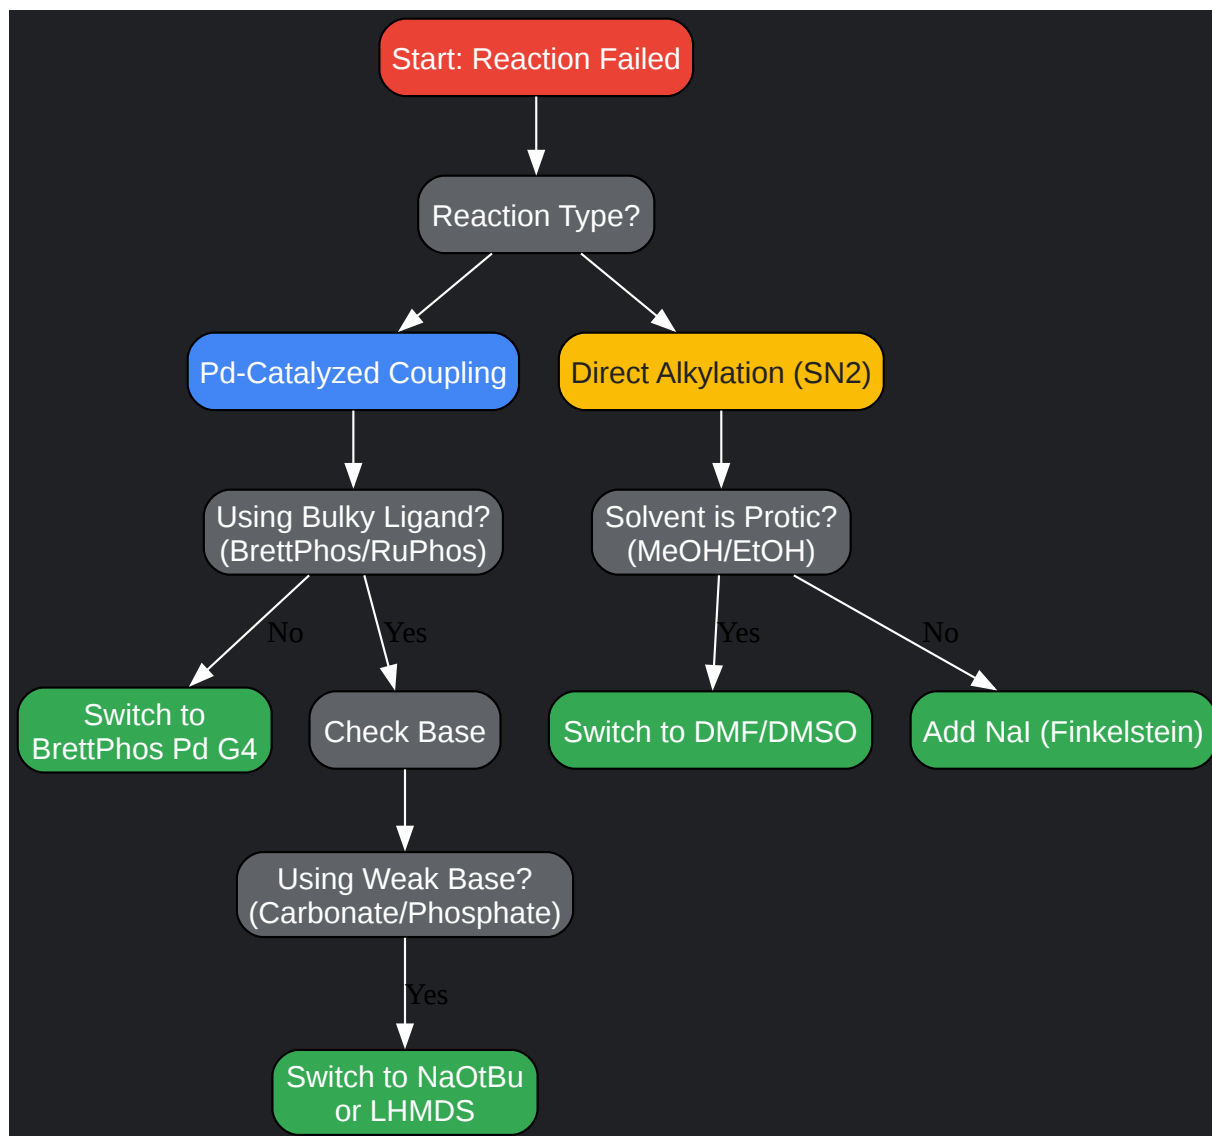 Start: Reaction Failed
Reaction Type?
Pd-Catalyzed Coupling
Direct Alkylation (SN2)
Using Bulky Ligand?
(BrettPhos/RuPhos)
Solvent is Protic?
(MeOH/EtOH)
No
Yes
Yes
No
Switch to
BrettPhos Pd G4
Check Base
Switch to DMF/DMSO
Add NaI (Finkelstein)
Using Weak Base?
(Carbonate/Phosphate)
Yes
Switch to NaOtBu
or LHMDS